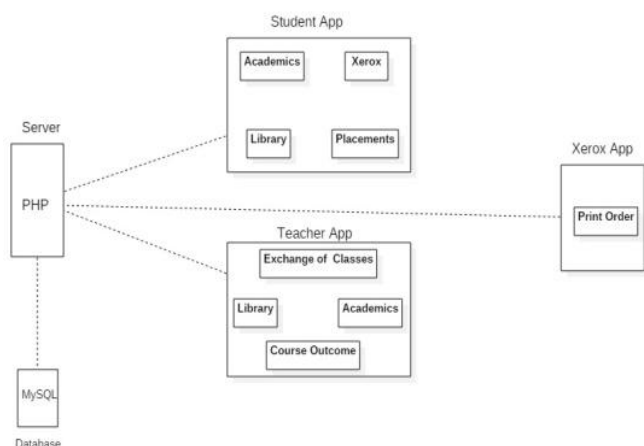 Student App
Academics
Xerox
Library
Placements
Server
PHP
Xerox App
Print Order
Teacher App
Exchange of Classes
Library
Academics
Course Outcome
MySQL
Database